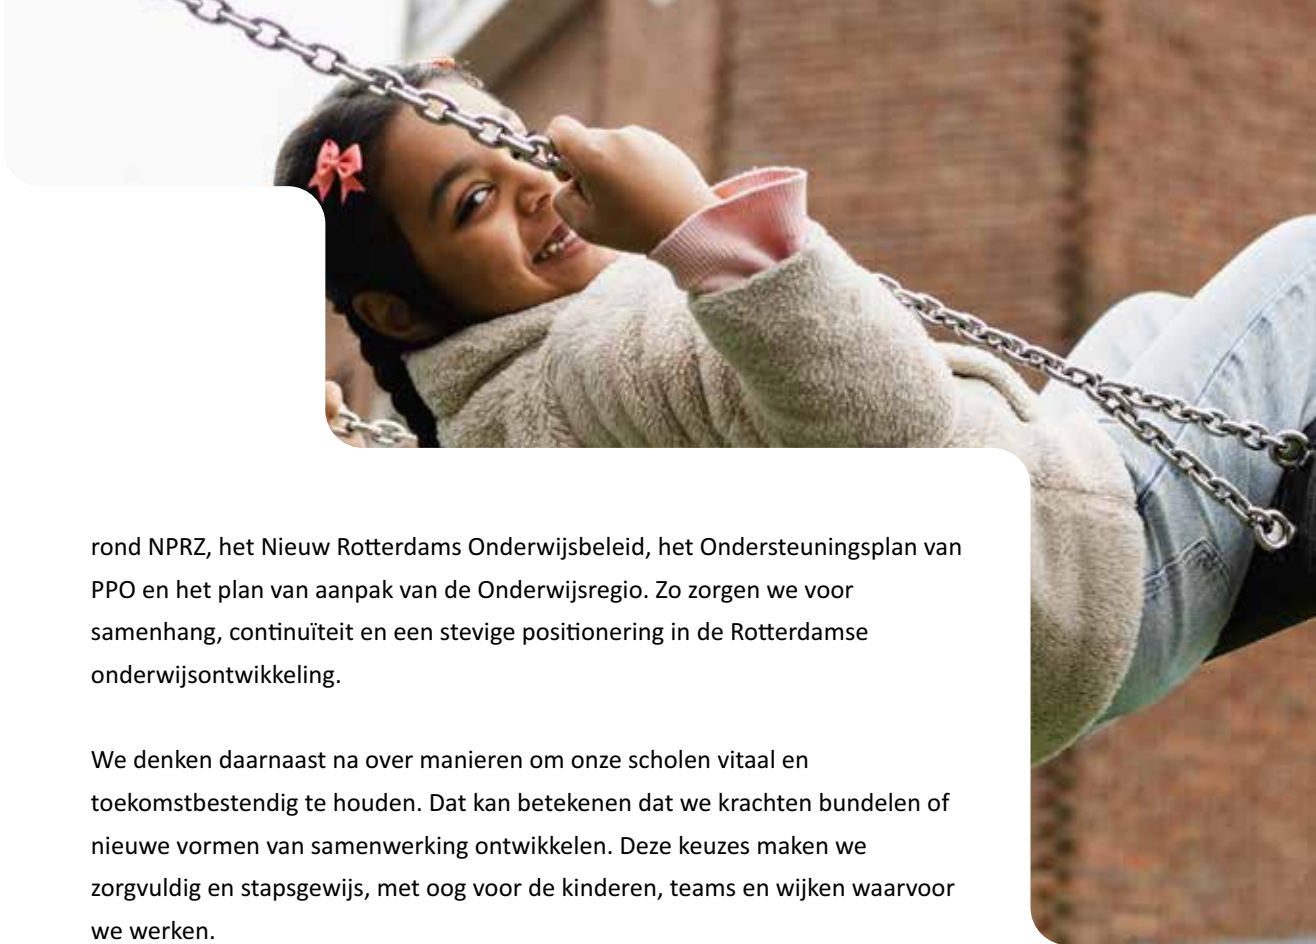 rond NPRZ, het Nieuw Rotterdams Onderwijsbeleid, het Ondersteuningsplan van
PPO en het plan van aanpak van de Onderwijsregio. Zo zorgen we voor
samenhang, continuïteit en een stevige positionering in de Rotterdamse
onderwijsontwikkeling.
We denken daarnaast na over manieren om onze scholen vitaal en
toekomstbestendig te houden. Dat kan betekenen dat we krachten bundelen of
nieuwe vormen van samenwerking ontwikkelen. Deze keuzes maken we
zorgvuldig en stapsgewijs, met oog voor de kinderen, teams en wijken waarvoor
we werken.